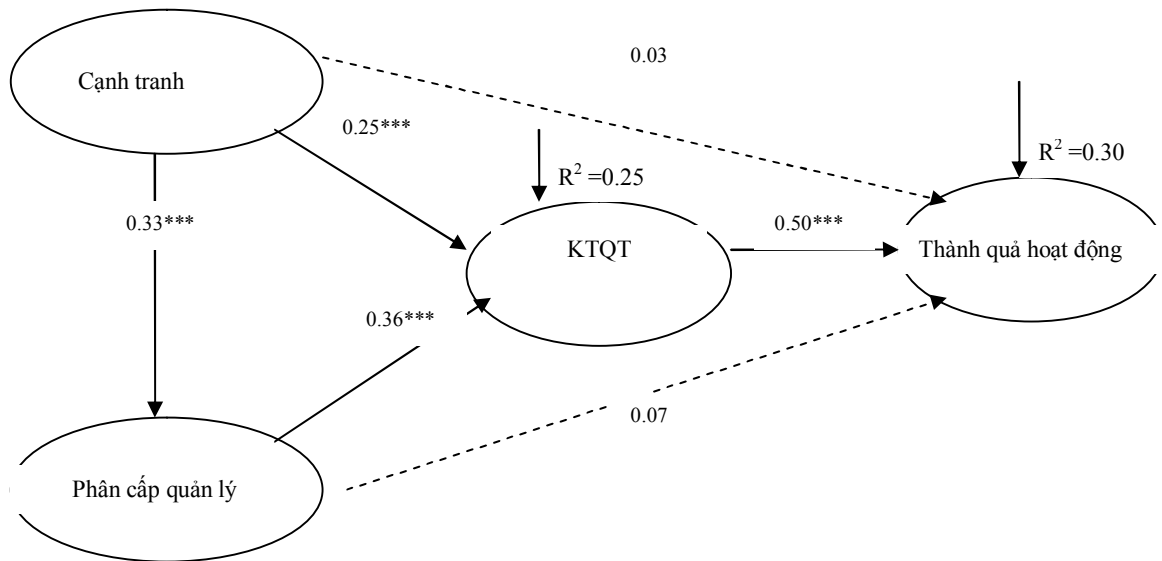 0.03
Cạnh tranh
0.25***
R² =0.30
R² =0.25
0.33***
0.50***
KTQT
Thành quả hoạt động
0.36***
0.07
Phân cấp quản lý